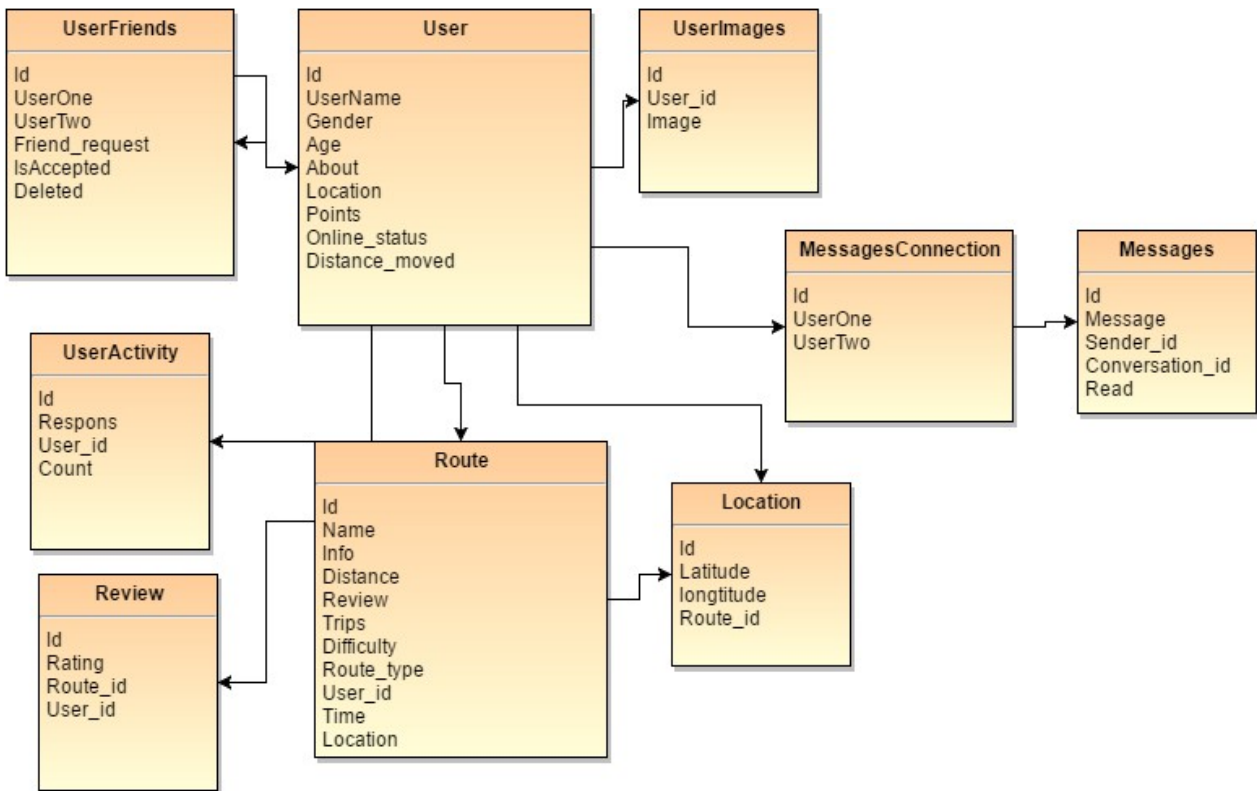 UserFriends
Id
UserOne
UserTwo
Friend_request
IsAccepted
Deleted
User
Id
UserName
Gender
Age
About
Location
Points
Online_status
Distance_moved
UserImages
Id
User_id
Image
MessagesConnection
Id
UserOne
UserTwo
Messages
Id
Message
Sender_id
Conversation_id
Read
UserActivity
Id
Respons
User_id
Count
Route
Id
Name
Info
Distance
Review
Trips
Difficulty
Route_type
User_id
Time
Location
Location
Id
Latitude
longtitude
Route_id
Review
Id
Rating
Route_id
User_id